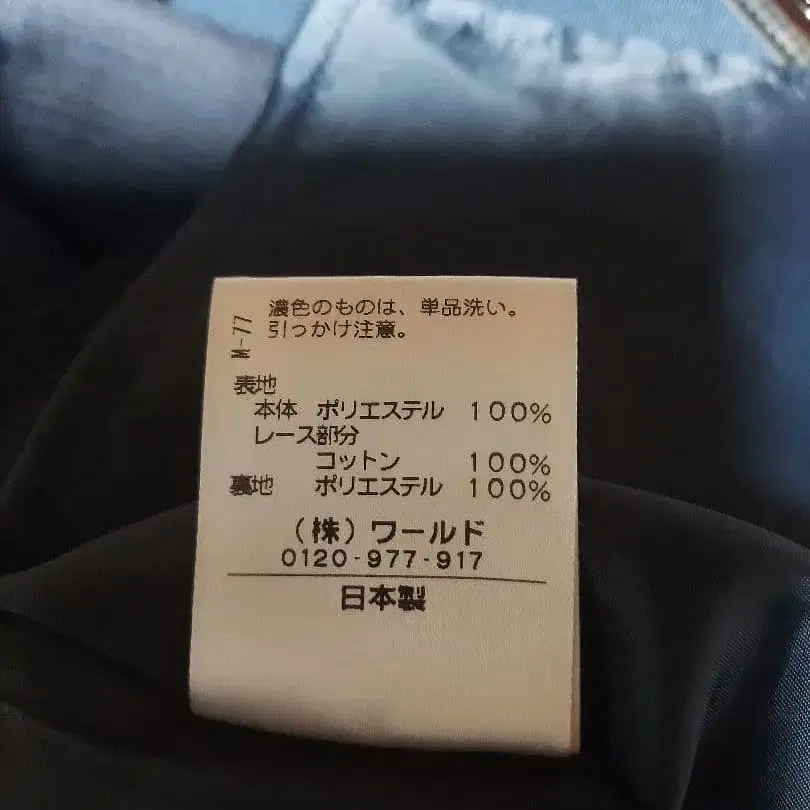 M-77
濃色のものは、単品洗い。
引っかけ注意。
表地
本体 ポリエステル 100%
レース部分
コットン 100%
裏地 ポリエステル 100%
(株)ワールド
0120-977-917
日本製